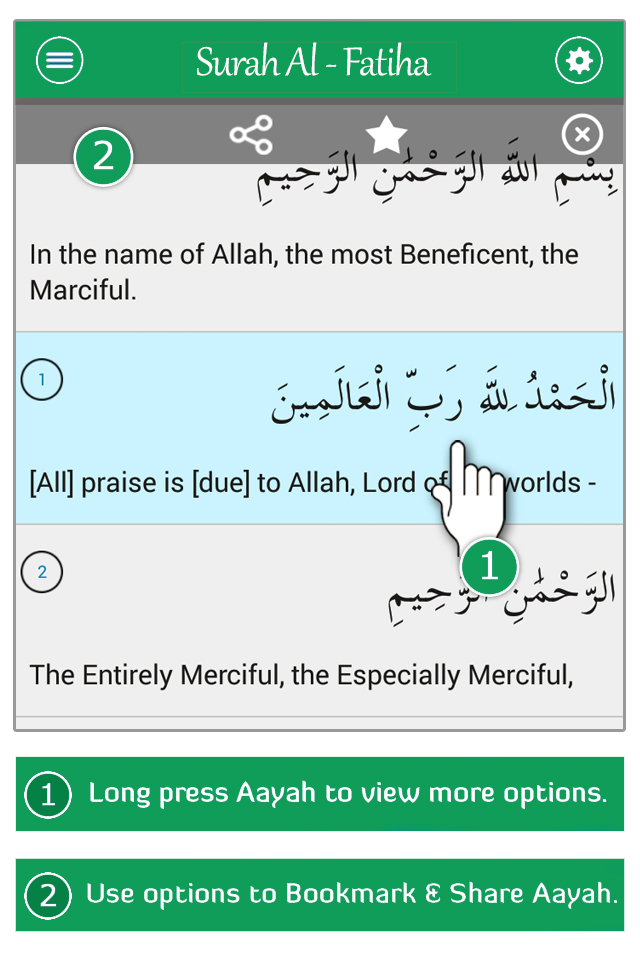 Surah Al - Fatiha
2
بِسْمِ اللَّهِ الرَّحْمَٰنِ الرَّحِيمِ
In the name of Allah, the most Beneficent, the
Marciful.
1
الْحَمْدُ لِلَّهِ رَبِّ الْعَالَمِينَ
[All] praise is [due] to Allah, Lord of worlds -
1
2
الرَّحْمَٰنِ الرَّحِيمِ
The Entirely Merciful, the Especially Merciful,
1 Long press Aayah to view more options.
2 Use options to Bookmark & Share Aayah.